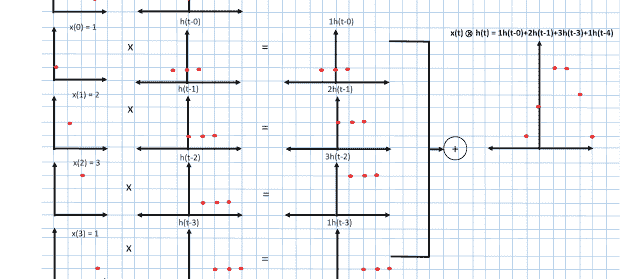 h(t-0) 1h(t-0)
x(0) = 1
x(t) ⊗ h(t) = 1h(t-0)+2h(t-1)+3h(t-3)+1h(t-4)
X =
h(t-1) 2h(t-1)
x(1) = 2
X =
h(t-2) 3h(t-2)
+
x(2) = 3
X =
h(t-3) 1h(t-3)
x(3) = 1
X =